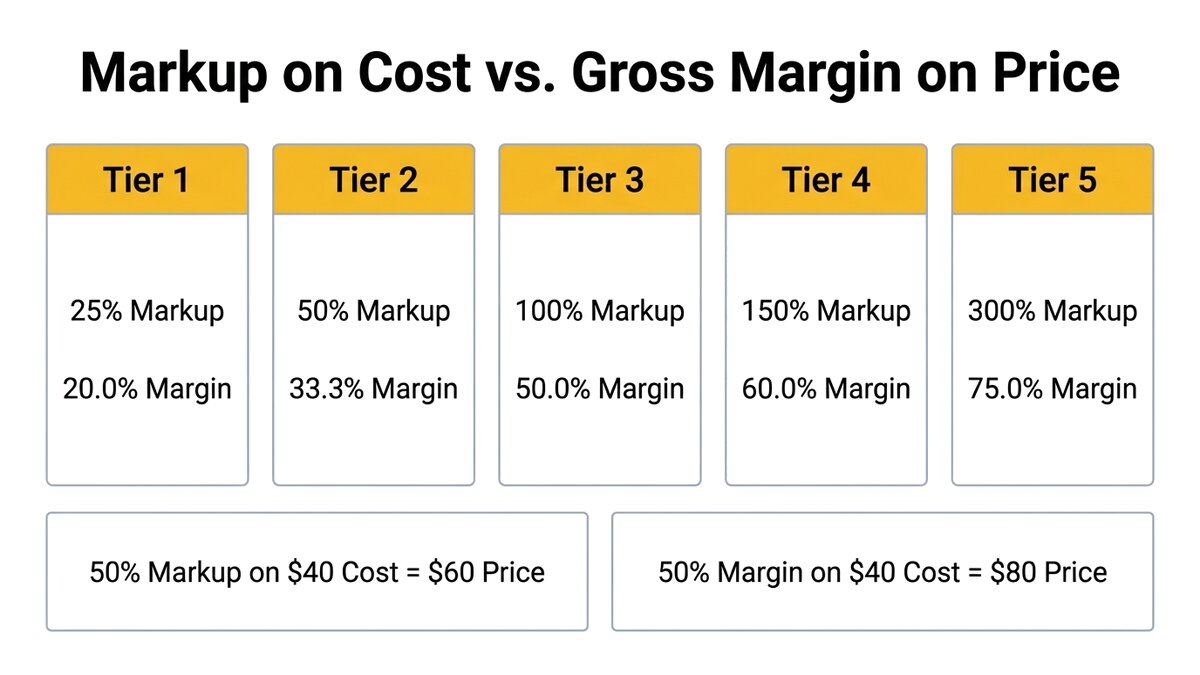 Markup on Cost vs. Gross Margin on Price
Tier 1
25% Markup
20.0% Margin
Tier 2
50% Markup
33.3% Margin
Tier 3
100% Markup
50.0% Margin
Tier 4
150% Markup
60.0% Margin
Tier 5
300% Markup
75.0% Margin
50% Markup on $40 Cost = $60 Price
50% Margin on $40 Cost = $80 Price